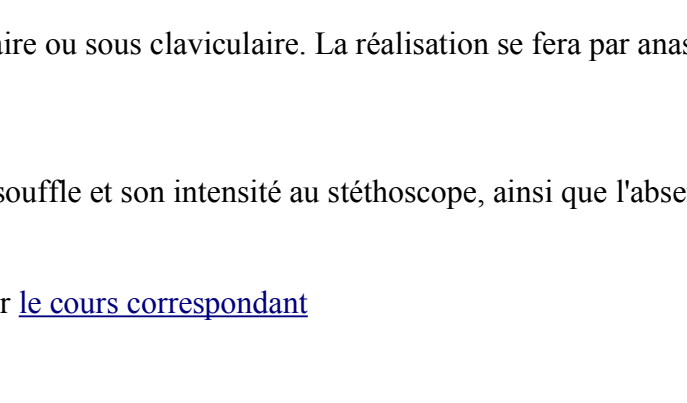 aire ou sous claviculaire. La réalisation se fera par anas
souffle et son intensité au stéthoscope, ainsi que l'abse
r le cours correspondant